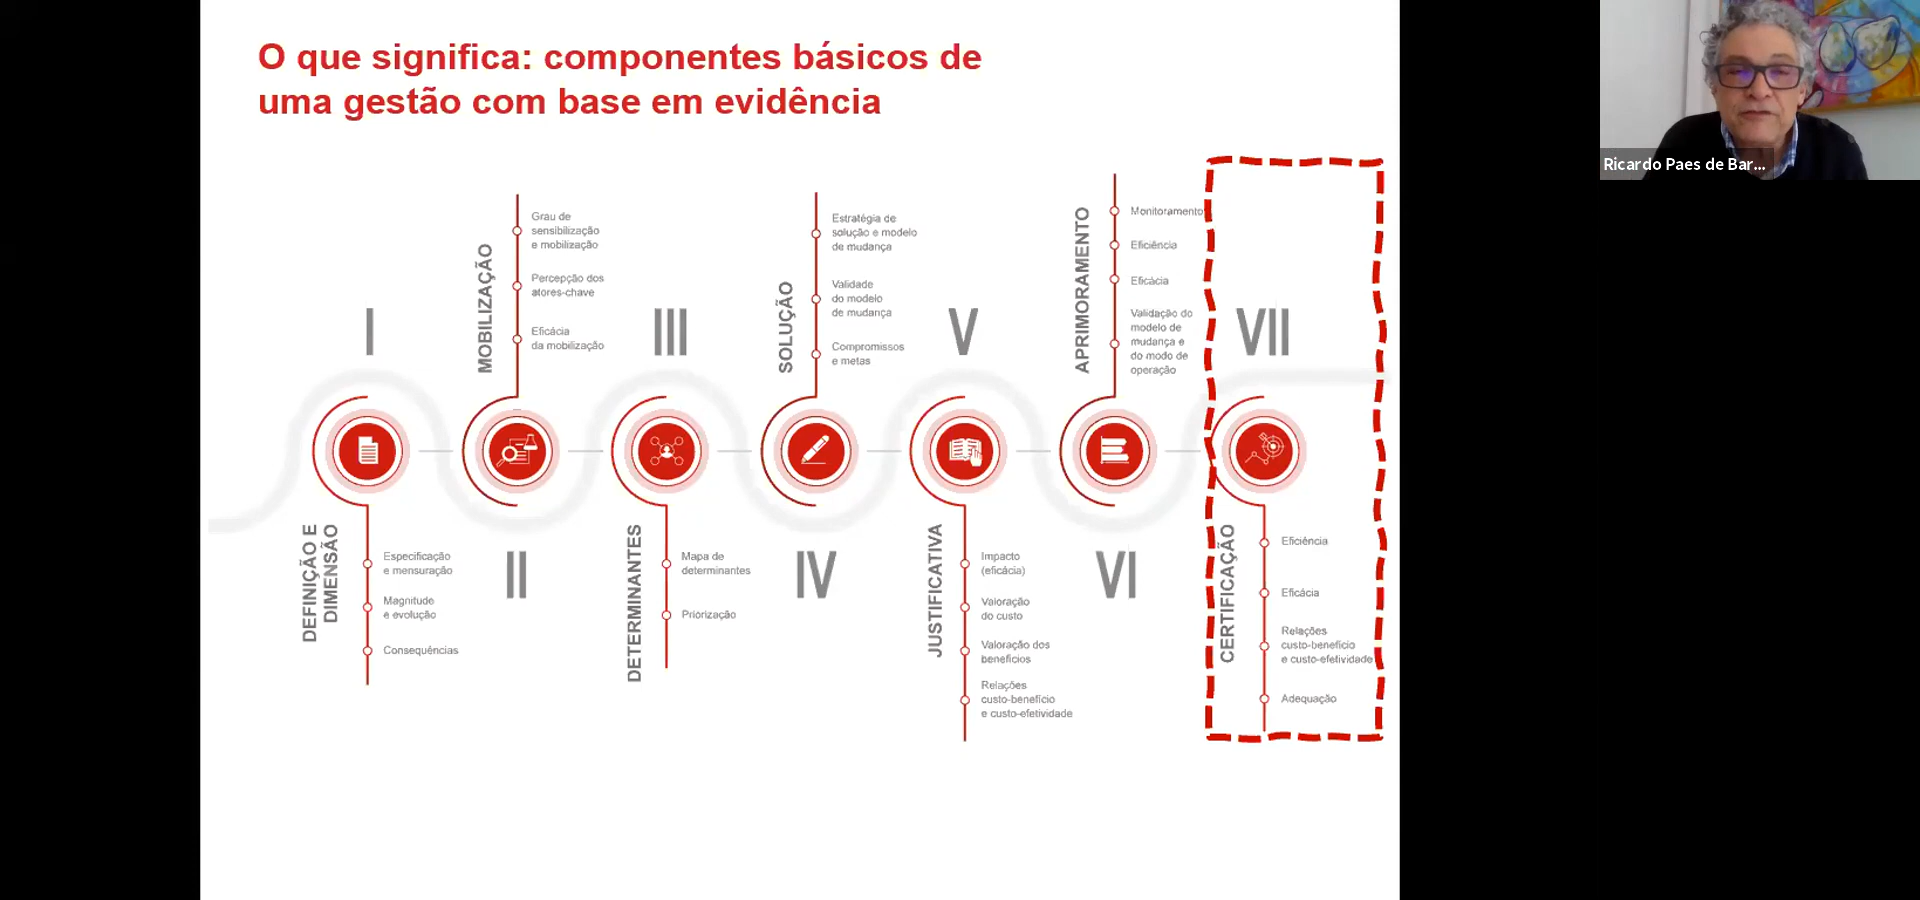 O que significa: componentes básicos de
uma gestão com base em evidência
Ricardo Paes de Bar...
I
DEFINIÇÃO E
DIMENSÃO
Especificação
e mensuração
Magnitude
e evolução
Consequências
II
MOBILIZAÇÃO
Grau de
sensibilização
e mobilização
Percepção dos
atores-chave
Eficácia
da mobilização
III
DETERMINANTES
Mapa de
determinantes
Priorização
IV
SOLUÇÃO
Estratégia de
solução e modelo
de mudança
Validade
do modelo
de mudança
Compromissos
e metas
V
JUSTIFICATIVA
Impacto
(eficácia)
Valoração
do custo
Valoração dos
benefícios
Relações
custo-benefício
e custo-efetividade
VI
APRIMORAMENTO
Monitoramento
Eficiência
Eficácia
Validação do
modelo de
mudança e
do modo de
operação
VII
CERTIFICAÇÃO
Eficiência
Eficácia
Relações
custo-benefício
e custo-efetividade
Adequação